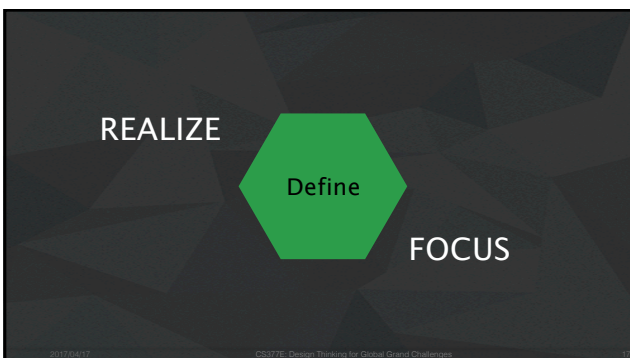 REALIZE
Define
FOCUS
2017/04/17 CS377E: Design Thinking for Global Grand Challenges